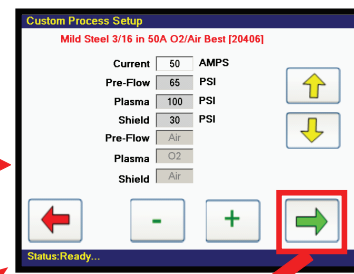 Custom Process Setup
Mild Steel 3/16 in 50A O2/Air Best [20406]
Current 50 AMPS
Pre-Flow 65 PSI
Plasma 100 PSI
Shield 30 PSI
Pre-Flow Air
Plasma O2
Shield Air
- +
Status:Ready...